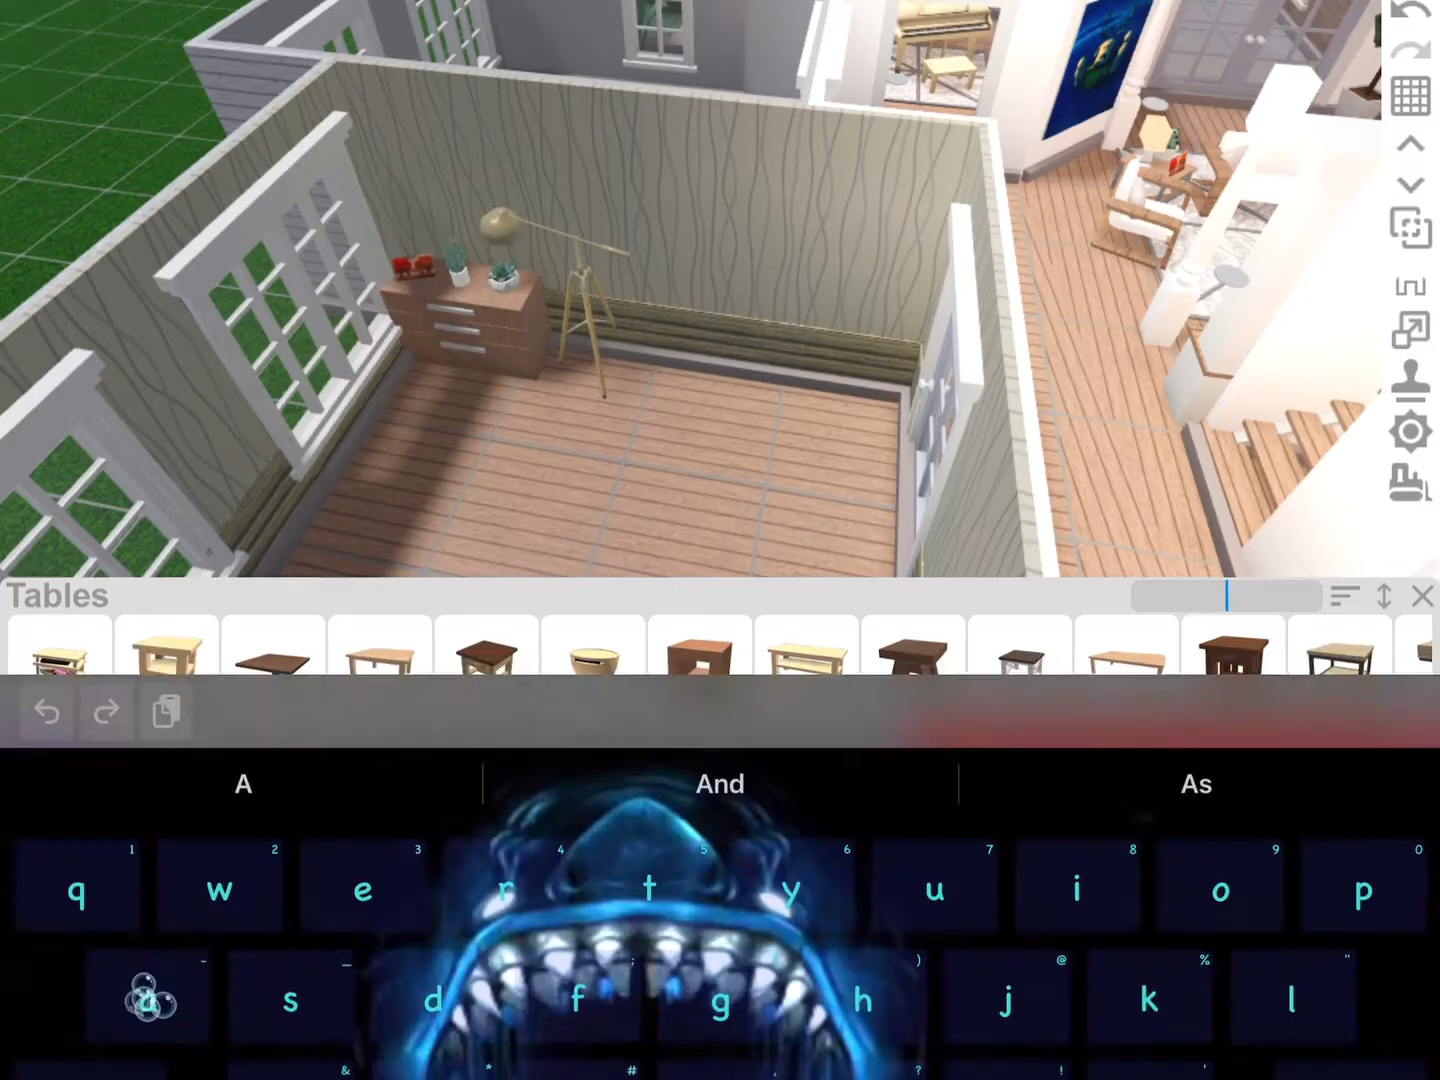 Tables
A And As
1 2 3 4 5 6 7 8 9 0
q w e r t y u i o p
- _ ; ) @ % "
a s d f g h j k l
& * # , ? ! '